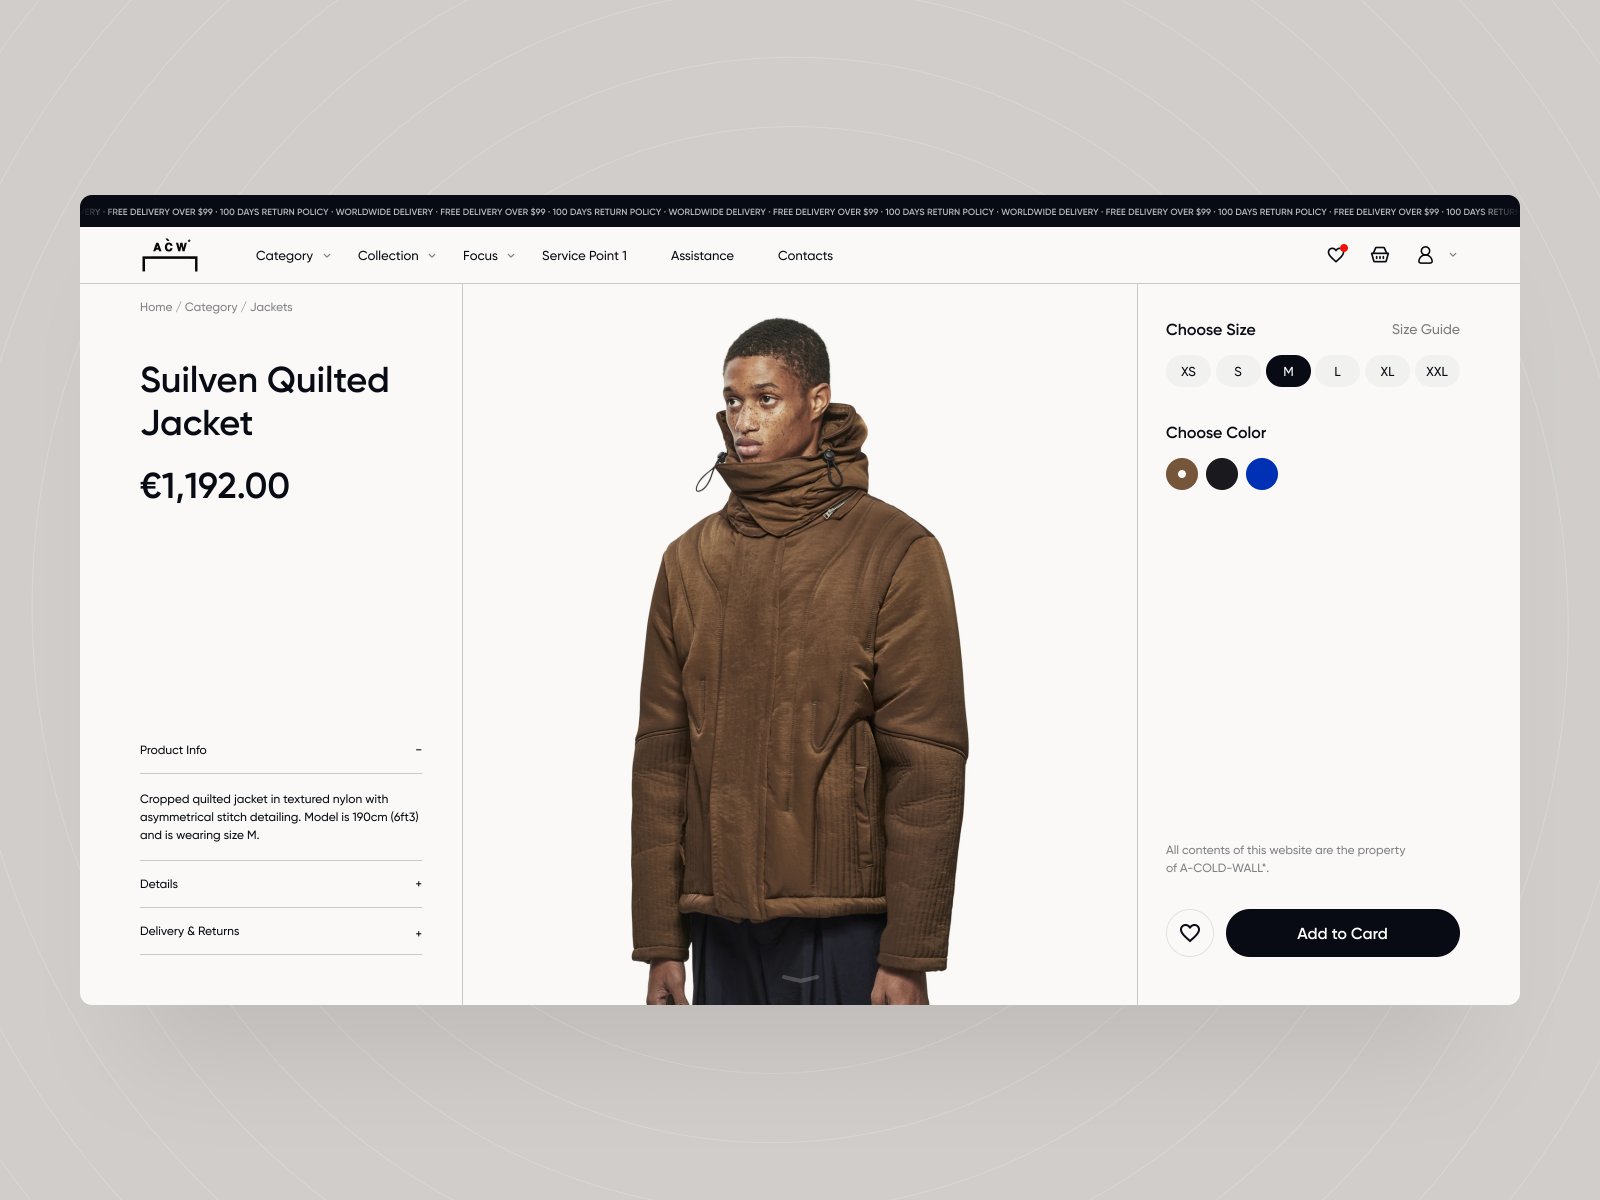 ERY · FREE DELIVERY OVER $99 · 100 DAYS RETURN POLICY · WORLDWIDE DELIVERY · FREE DELIVERY OVER $99 · 100 DAYS RETURN POLICY · WORLDWIDE DELIVERY · FREE DELIVERY OVER $99 · 100 DAYS RETURN POLICY · WORLDWIDE DELIVERY · FREE DELIVERY OVER $99 · 100 DAYS RETURN POLICY · FREE DELIVERY OVER $99 · 100 DAYS RETUR
ACW*
Category Collection Focus Service Point 1 Assistance Contacts
Home / Category / Jackets
Suilven Quilted
Jacket
€1,192.00
Product Info −
Cropped quilted jacket in textured nylon with
asymmetrical stitch detailing. Model is 190cm (6ft3)
and is wearing size M.
Details +
Delivery & Returns +
Choose Size Size Guide
XS S M L XL XXL
Choose Color
All contents of this website are the property
of A-COLD-WALL*.
Add to Card